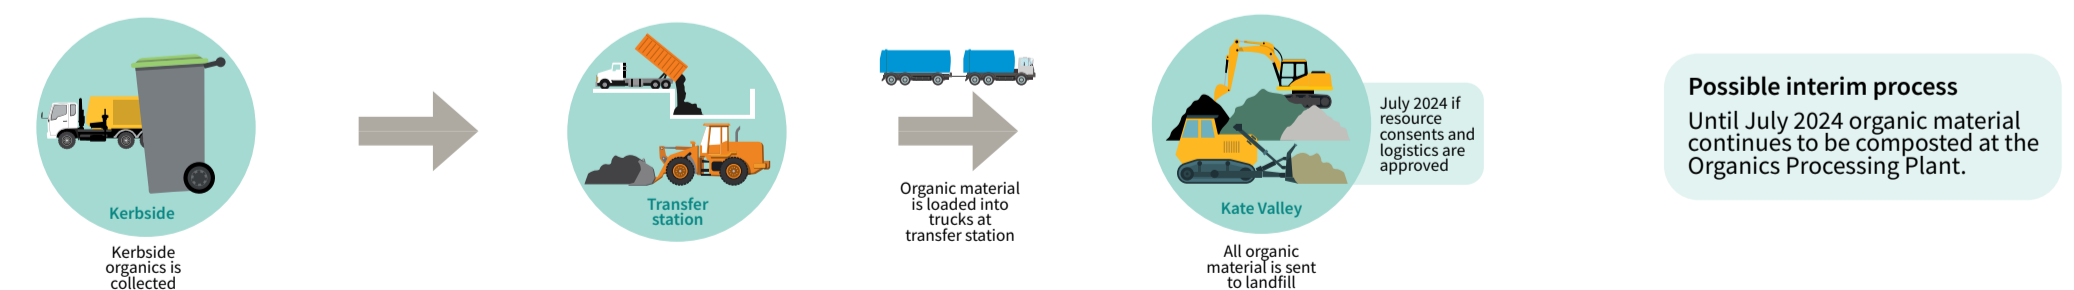 Kerbside
Kerbside
organics is
collected
Transfer
station
Organic material
is loaded into
trucks at
transfer station
Kate Valley
All organic
material is sent
to landfill
July 2024 if
resource
consents and
logistics are
approved
Possible interim process
Until July 2024 organic material
continues to be composted at the
Organics Processing Plant.